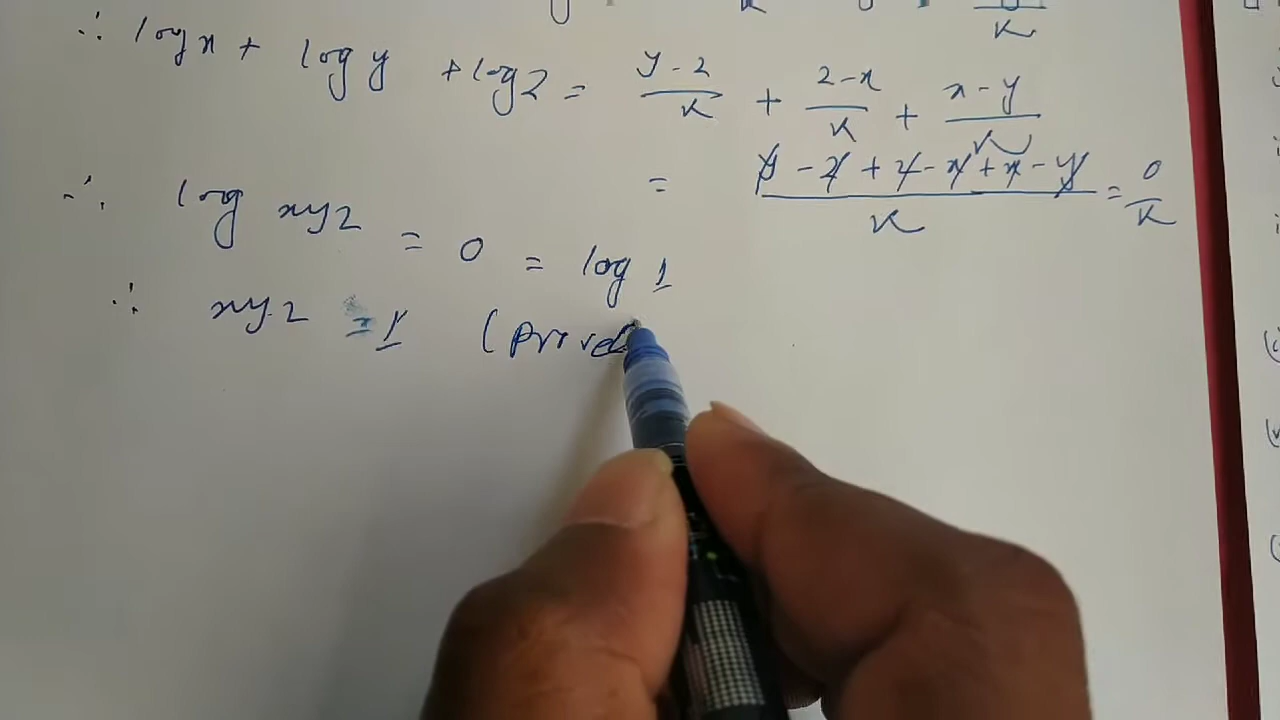 ∴ log x + log y + log z = y - z / k + z - x / k + x - y / k
= y - z + z - x + x - y / k = 0 / k
∴ log xyz = 0 = log 1
∴ xyz = 1 (Proved